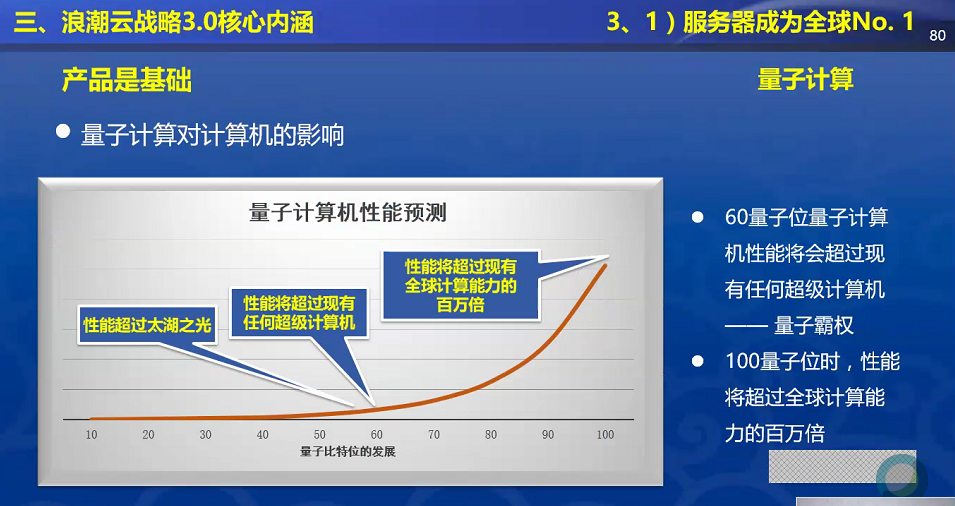 三、浪潮云战略3.0核心内涵
3、1）服务器成为全球No. 1
80
产品是基础
量子计算
● 量子计算对计算机的影响
量子计算机性能预测
性能超过太湖之光
性能将超过现有
任何超级计算机
性能将超过现有
全球计算能力的
百万倍
10 20 30 40 50 60 70 80 90 100
量子比特位的发展
● 60量子位量子计算
机性能将会超过现
有任何超级计算机
—— 量子霸权
● 100量子位时，性能
将超过全球计算能
力的百万倍